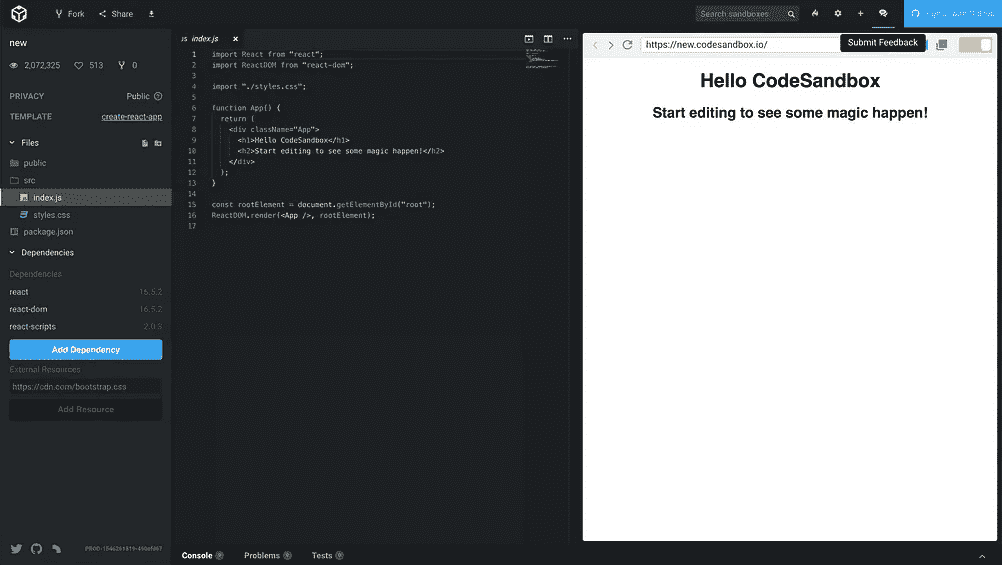 Fork Share
Search sandboxes
new
2,072,325 513 0
PRIVACY Public
TEMPLATE create-react-app
Files
public
src
index.js
styles.css
package.json
Dependencies
Dependencies
react 16.5.2
react-dom 16.5.2
react-scripts 2.0.3
Add Dependency
External Resources
https://cdn.com/bootstrap.css
Add Resource
JS index.js
1 import React from "react";
2 import ReactDOM from "react-dom";
3
4 import "./styles.css";
5
6 function App() {
7 return (
8 <div className="App">
9 <h1>Hello CodeSandbox</h1>
10 <h2>Start editing to see some magic happen!</h2>
11 </div>
12 );
13 }
14
15 const rootElement = document.getElementById("root");
16 ReactDOM.render(<App />, rootElement);
17
Console 0 Problems 0 Tests 0
https://new.codesandbox.io/
Submit Feedback
Hello CodeSandbox
Start editing to see some magic happen!